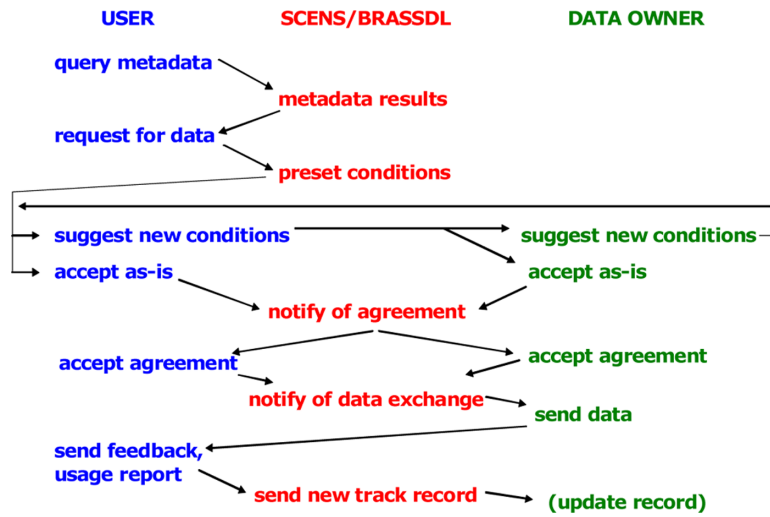 USER SCENS/BRASSDL DATA OWNER
query metadata
metadata results
request for data
preset conditions
suggest new conditions suggest new conditions
accept as-is accept as-is
notify of agreement
accept agreement accept agreement
notify of data exchange
send data
send feedback,
usage report
send new track record (update record)